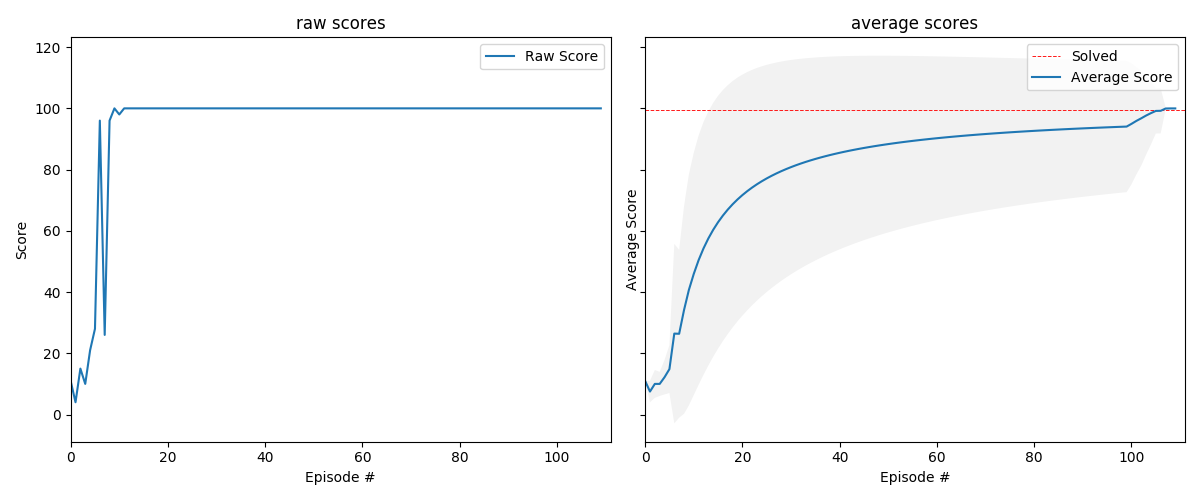 raw scores
Raw Score
120
100
80
60
40
20
0
Score
0 20 40 60 80 100
Episode #
average scores
Solved
Average Score
Average Score
0 20 40 60 80 100
Episode #